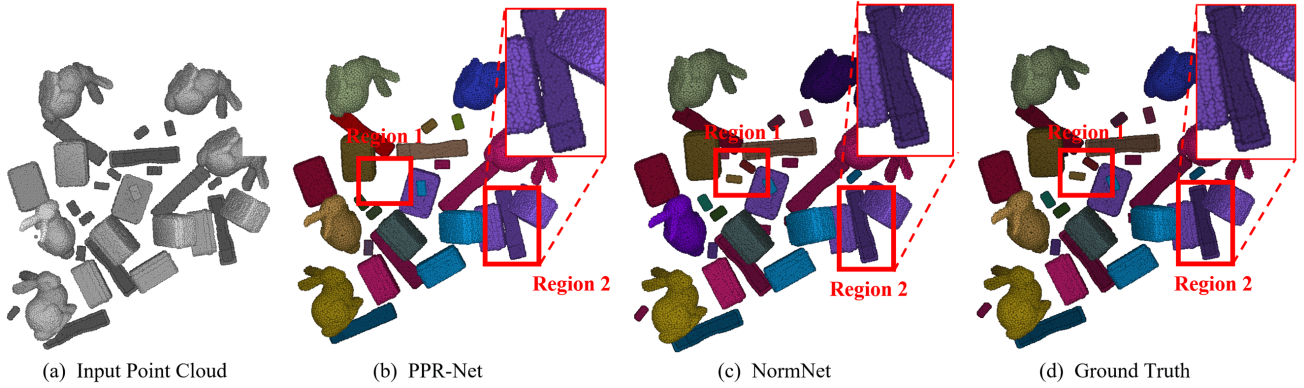 Region 1
Region 1
Region 1
Region 2
Region 2
Region 2
(a) Input Point Cloud
(b) PPR-Net
(c) NormNet
(d) Ground Truth